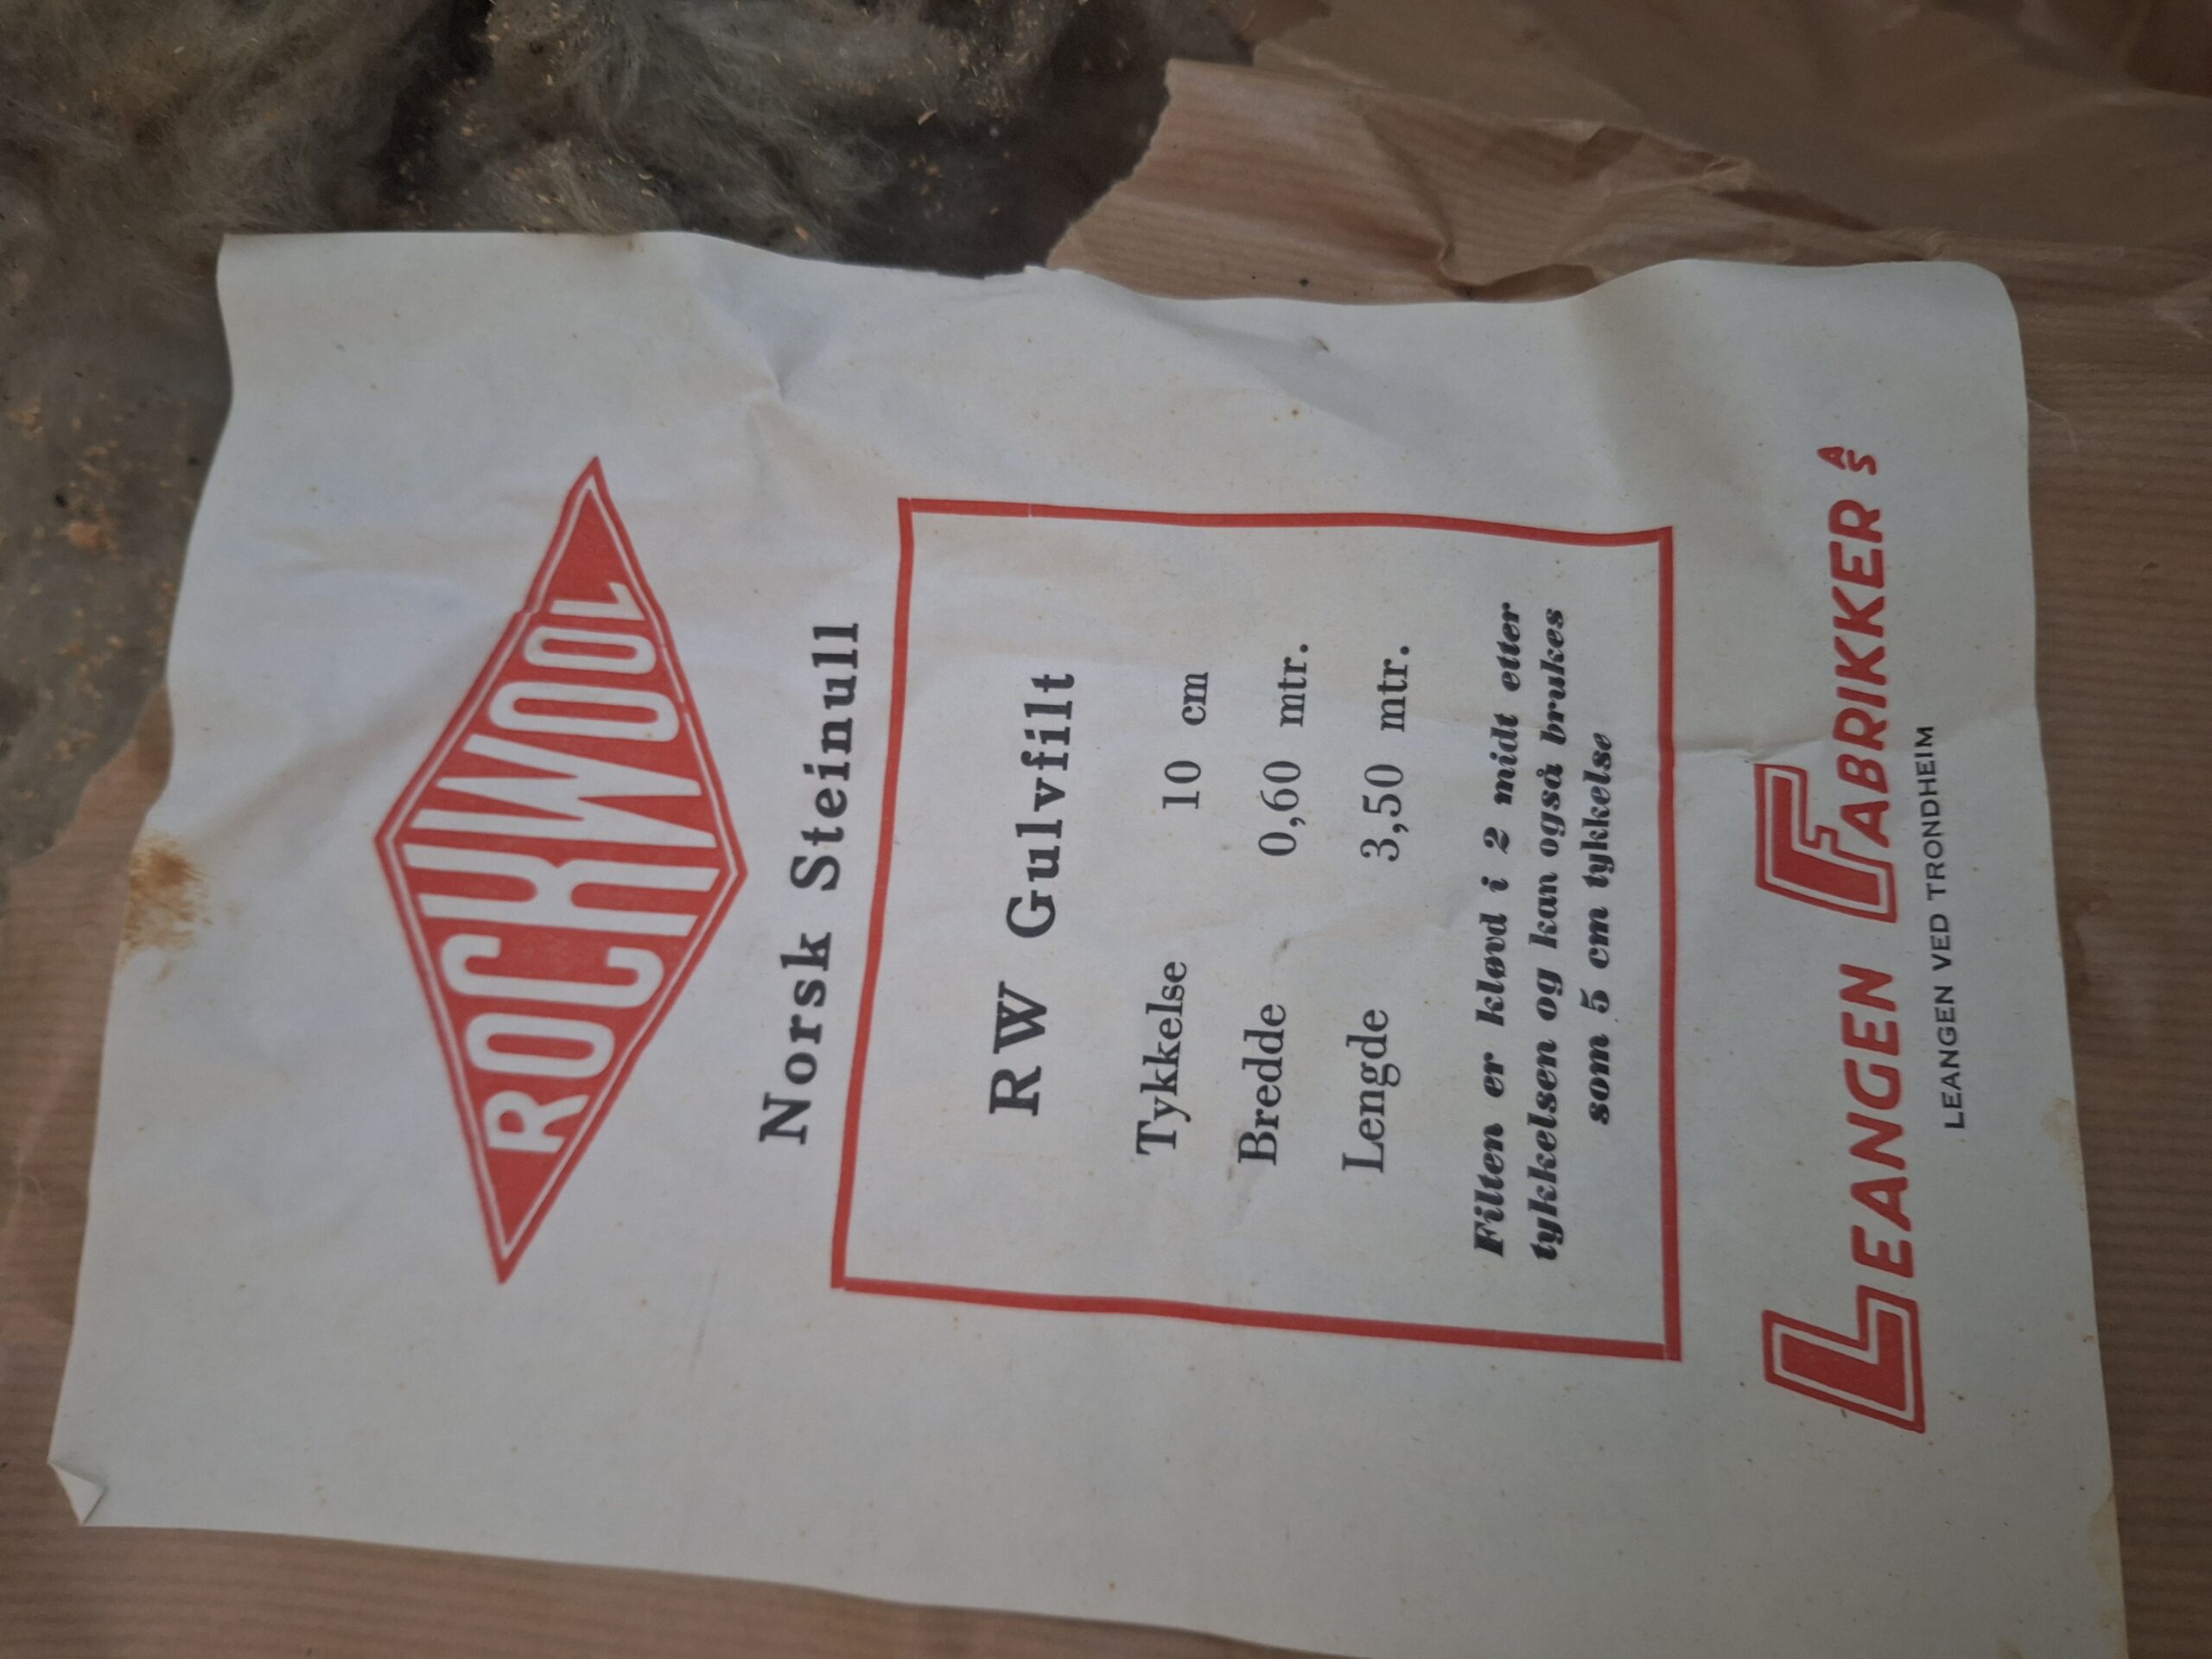 ROCKWOOL
Norsk Steinull
RW Gulvfilt
Tykkelse 10 cm
Bredde 0,60 mtr.
Lengde 3,50 mtr.
Filten er kløvd i 2 midt etter
tykkelsen og kan også brukes
som 5 cm tykkelse
LEANGEN FABRIKKER A/S
LEANGEN VED TRONDHEIM